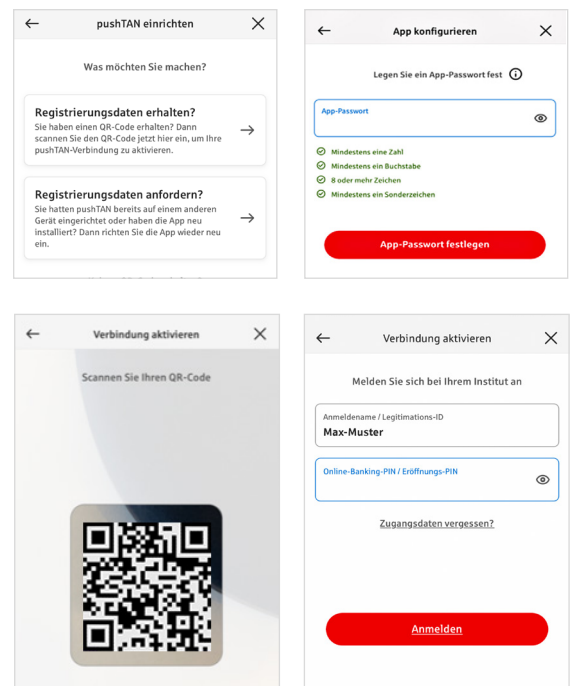 pushTAN einrichten
Was möchten Sie machen?
Registrierungsdaten erhalten?
Sie haben einen QR-Code erhalten? Dann
scannen Sie den QR-Code jetzt hier ein, um Ihre
pushTAN-Verbindung zu aktivieren.
Registrierungsdaten anfordern?
Sie hatten pushTAN bereits auf einem anderen
Gerät eingerichtet oder haben die App neu
installiert? Dann richten Sie die App wieder neu
ein.
App konfigurieren
Legen Sie ein App-Passwort fest
App-Passwort
Mindestens eine Zahl
Mindestens ein Buchstabe
8 oder mehr Zeichen
Mindestens ein Sonderzeichen
App-Passwort festlegen
Verbindung aktivieren
Scannen Sie Ihren QR-Code
Verbindung aktivieren
Melden Sie sich bei Ihrem Institut an
Anmeldename / Legitimations-ID
Max-Muster
Online-Banking-PIN / Eröffnungs-PIN
Zugangsdaten vergessen?
Anmelden